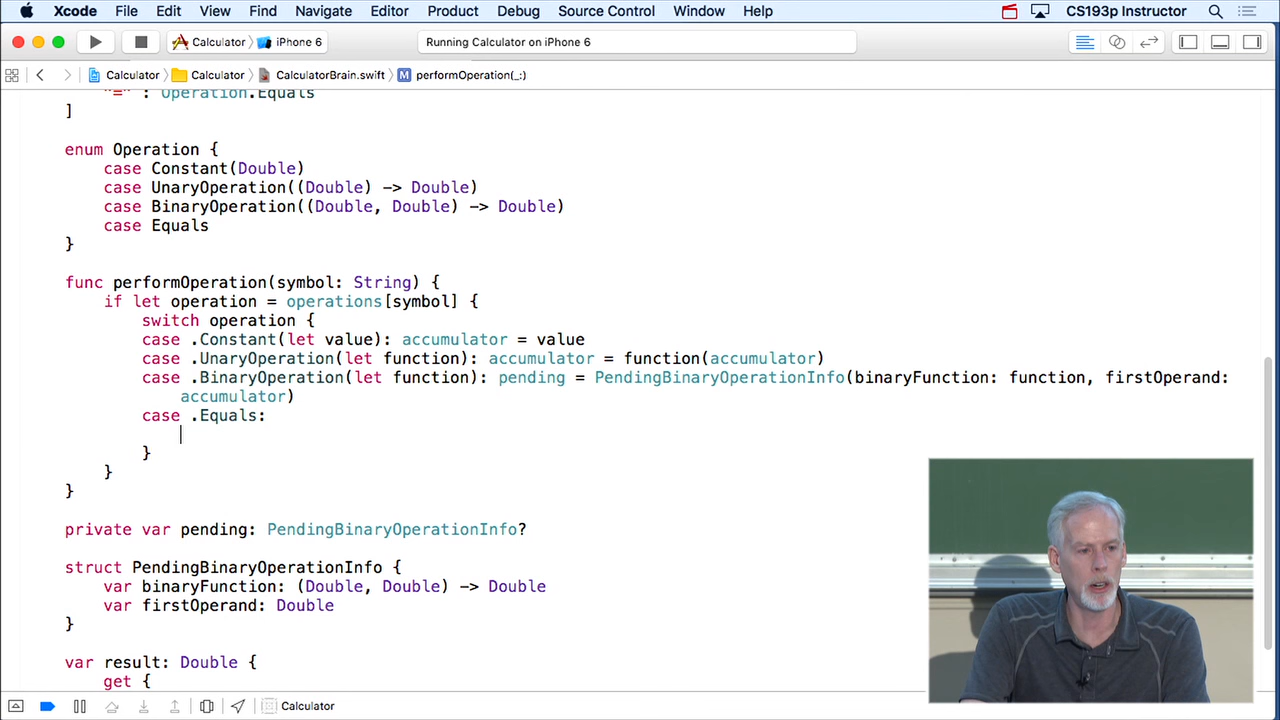 Xcode File Edit View Find Navigate Editor Product Debug Source Control Window Help CS193p Instructor
Calculator iPhone 6 Running Calculator on iPhone 6
Calculator Calculator CalculatorBrain.swift M performOperation(_:)
"=" : Operation.Equals
]
enum Operation {
case Constant(Double)
case UnaryOperation((Double) -> Double)
case BinaryOperation((Double, Double) -> Double)
case Equals
}
func performOperation(symbol: String) {
if let operation = operations[symbol] {
switch operation {
case .Constant(let value): accumulator = value
case .UnaryOperation(let function): accumulator = function(accumulator)
case .BinaryOperation(let function): pending = PendingBinaryOperationInfo(binaryFunction: function, firstOperand:
accumulator)
case .Equals:
}
}
}
private var pending: PendingBinaryOperationInfo?
struct PendingBinaryOperationInfo {
var binaryFunction: (Double, Double) -> Double
var firstOperand: Double
}
var result: Double {
get {
Calculator